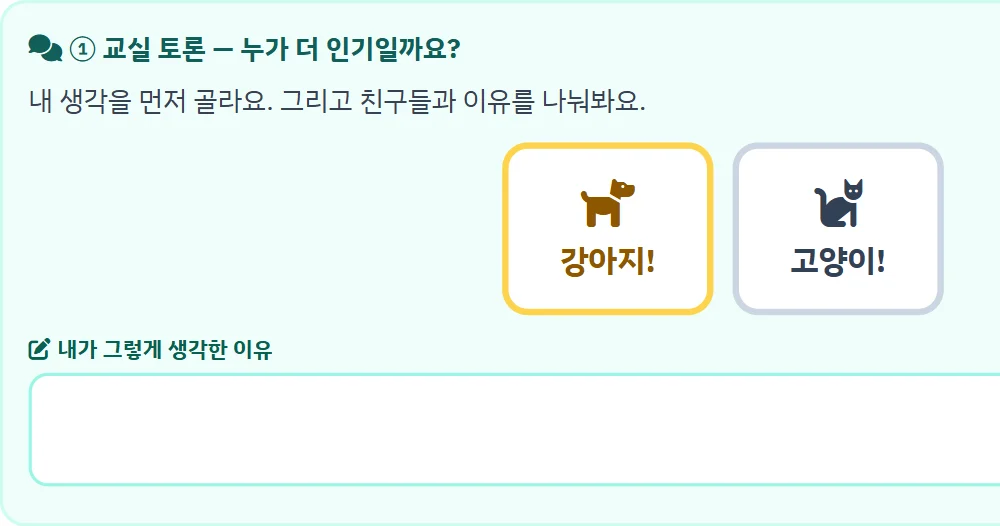 ① 교실 토론 — 누가 더 인기일까요?
내 생각을 먼저 골라요. 그리고 친구들과 이유를 나눠봐요.
강아지!
고양이!
내가 그렇게 생각한 이유